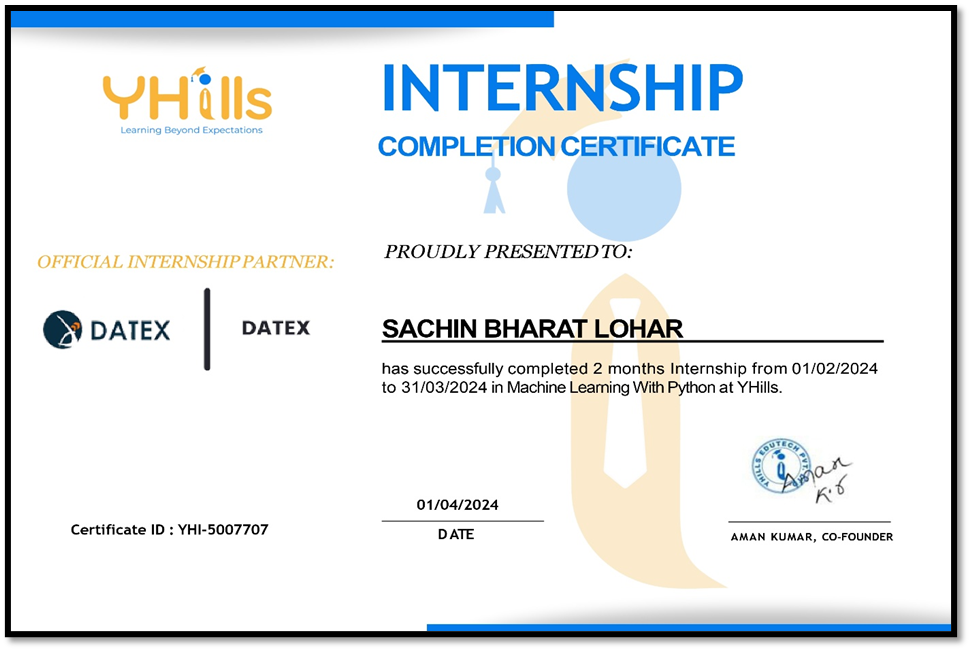 YHills
Learning Beyond Expectations
INTERNSHIP
COMPLETION CERTIFICATE
OFFICIAL INTERNSHIP PARTNER:
DATEX
DATEX
PROUDLY PRESENTED TO:
SACHIN BHARAT LOHAR
has successfully completed 2 months Internship from 01/02/2024
to 31/03/2024 in Machine Learning With Python at YHills.
Certificate ID : YHI-5007707
01/04/2024
DATE
YHILLS EDUTECH PVT
Aman
K.
AMAN KUMAR, CO-FOUNDER